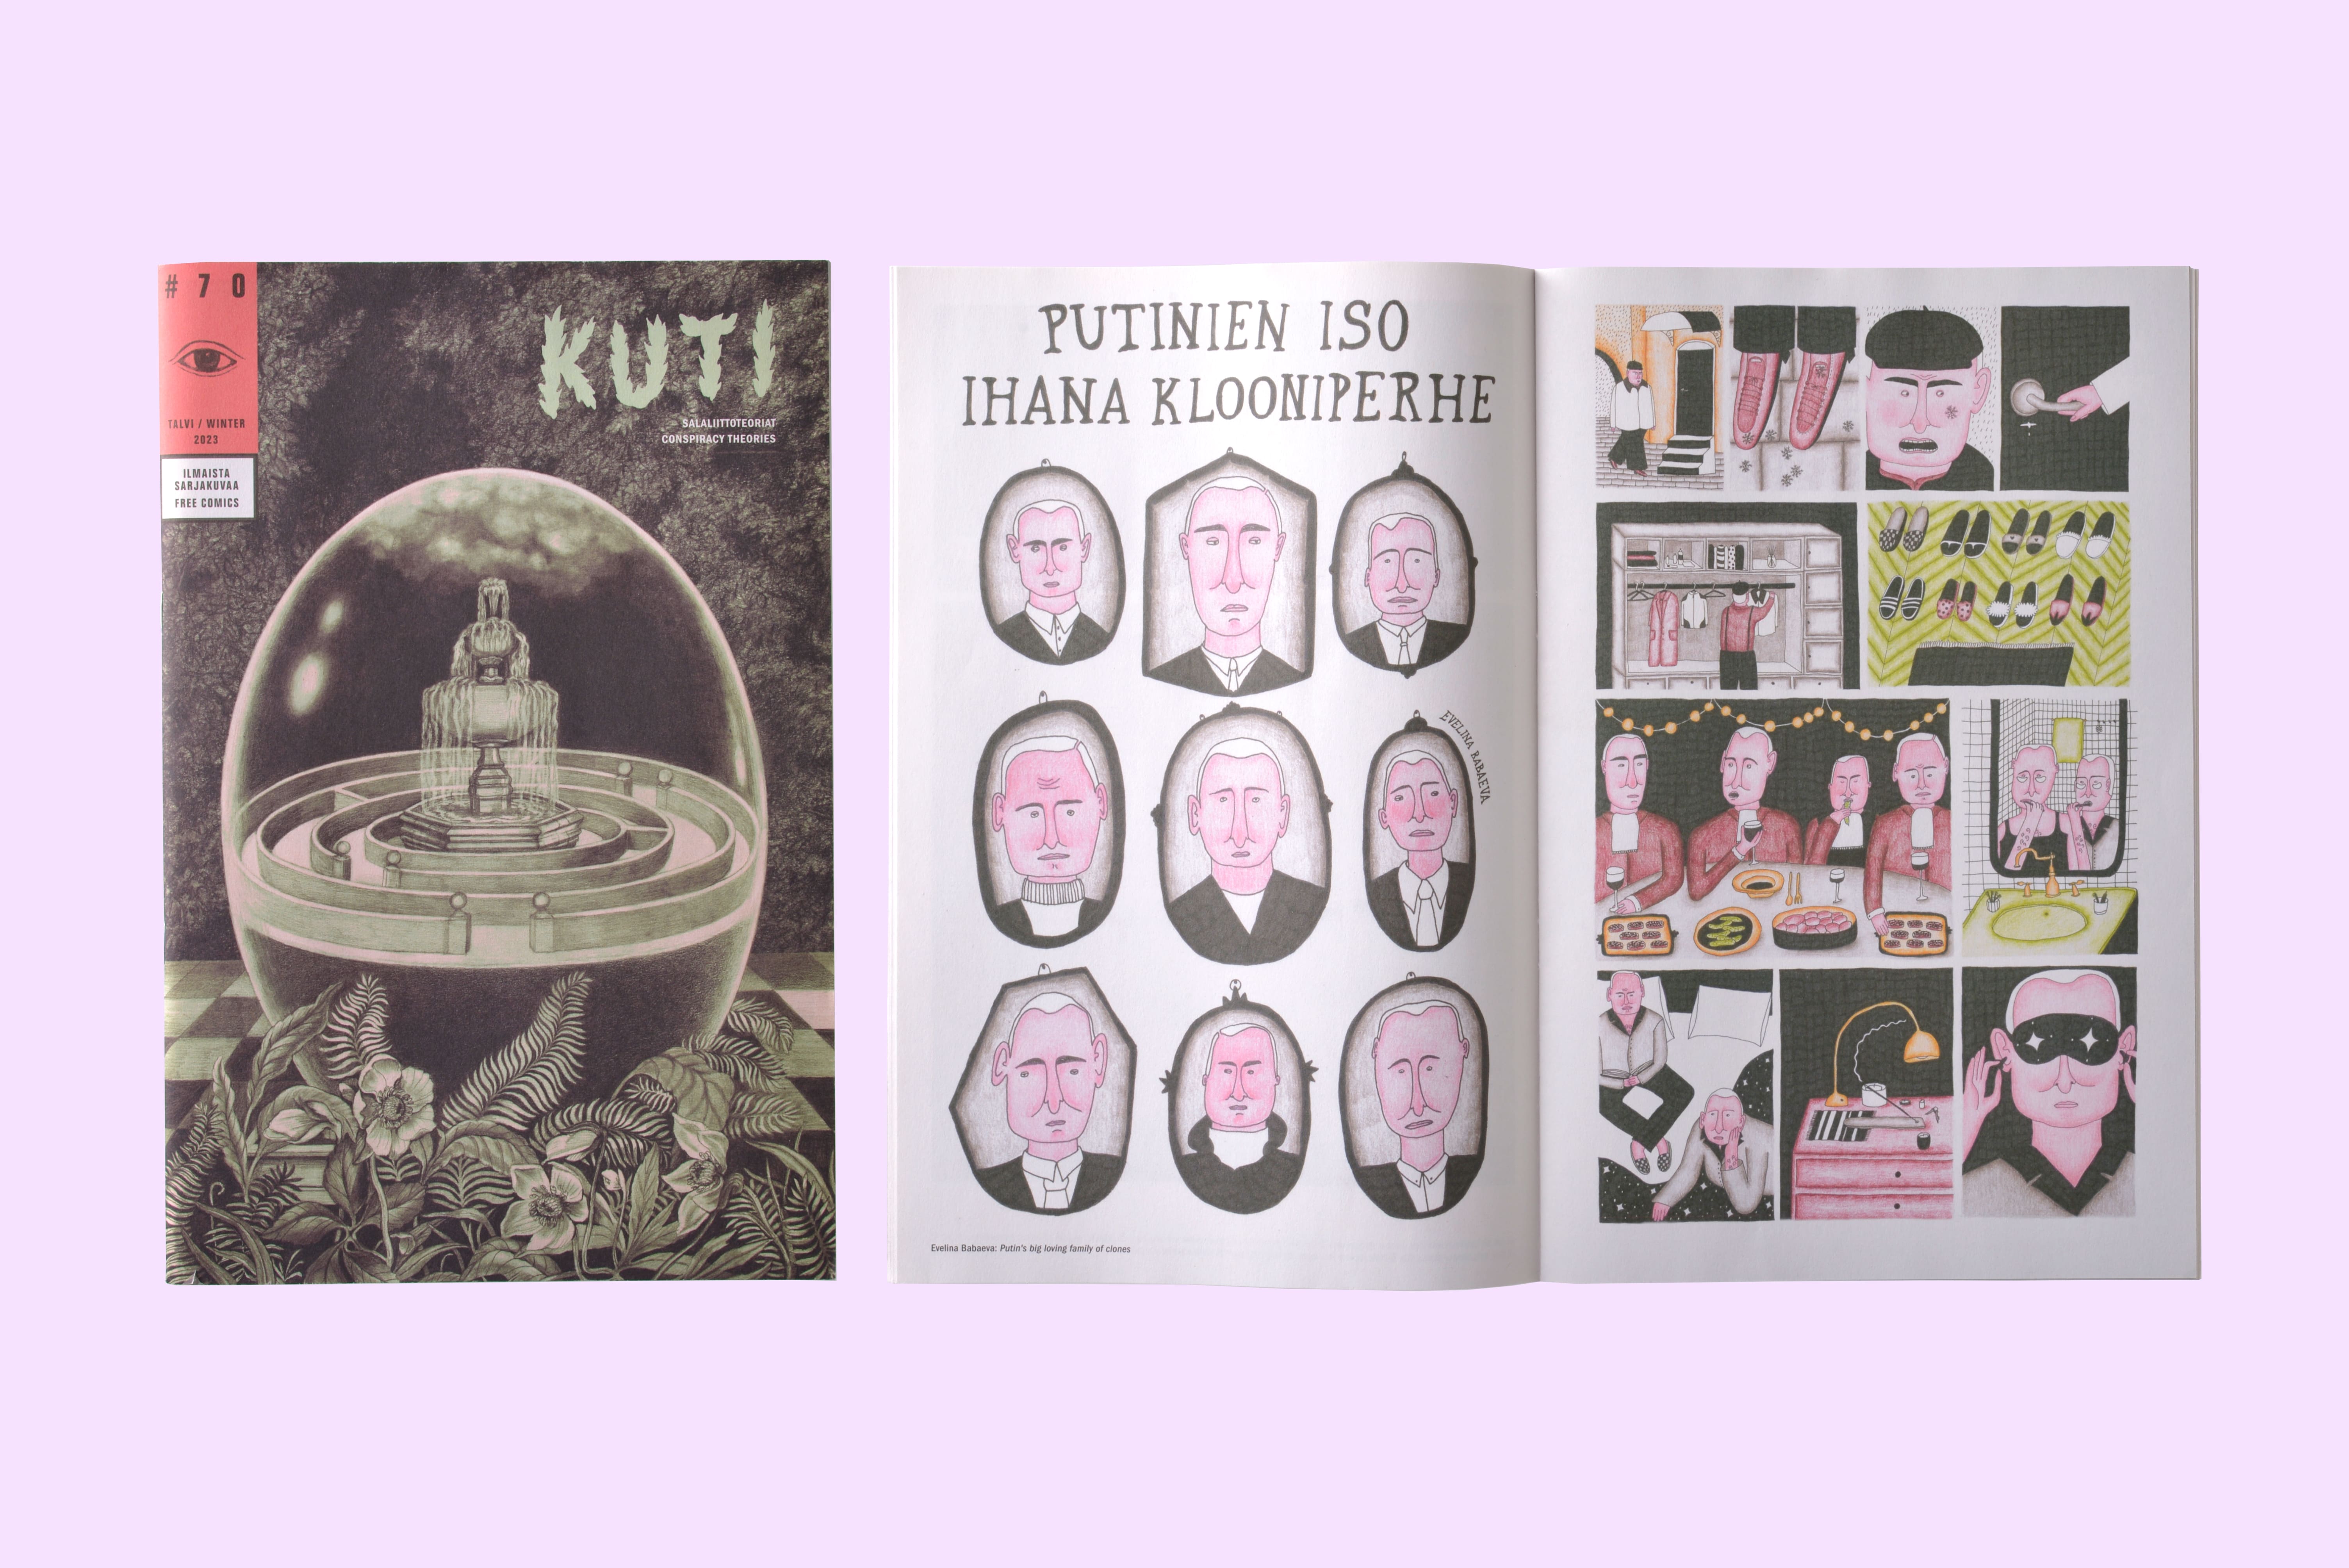 # 7 0
TALVI / WINTER
2023
ILMAISTA
SARJAKUVAA
FREE COMICS
KUTI
SALALIITTOTEORIAT
CONSPIRACY THEORIES
PUTINIEN ISO
IHANA KLOONIPERHE
EVELINA BABAEVA
Evelina Babaeva: Putin's big loving family of clones